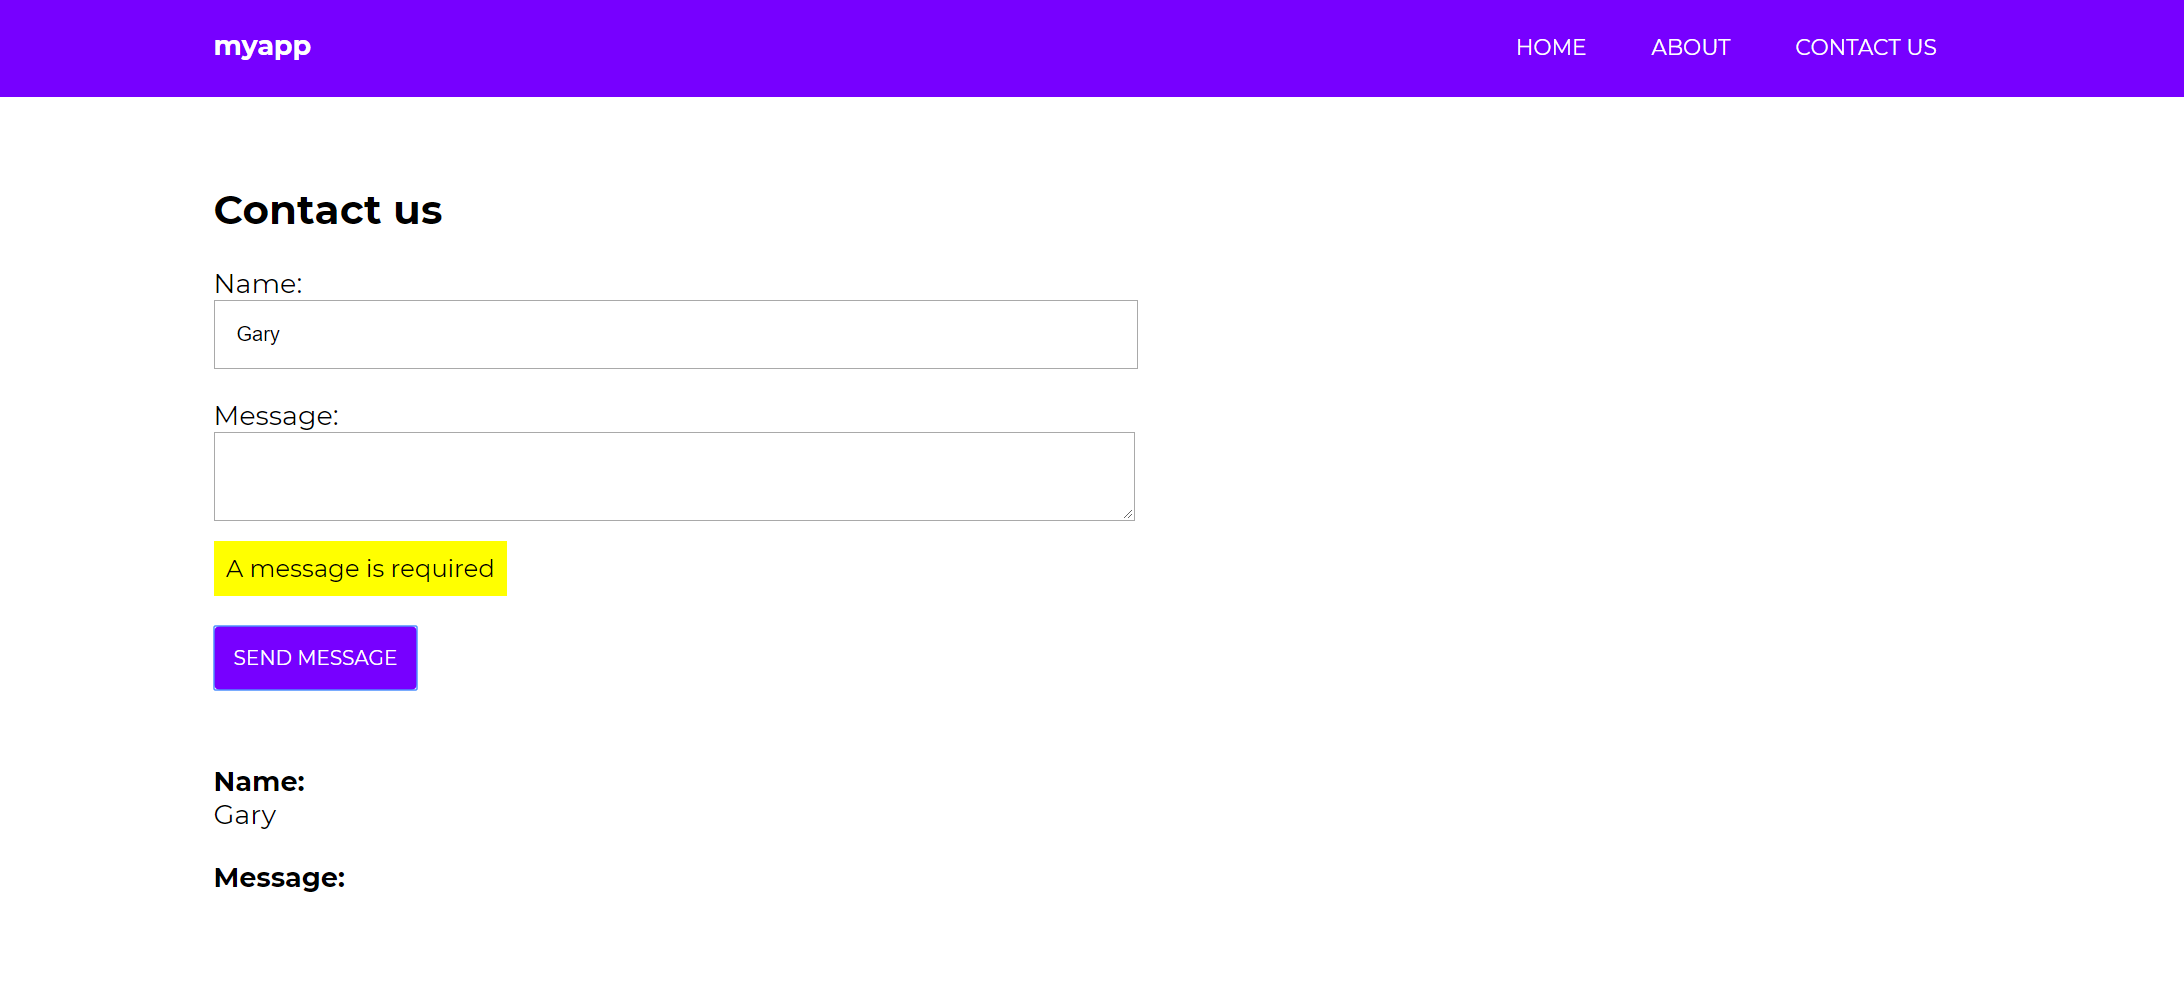 myapp
HOME ABOUT CONTACT US
Contact us
Name:
Gary
Message:
A message is required
SEND MESSAGE
Name:
Gary
Message: